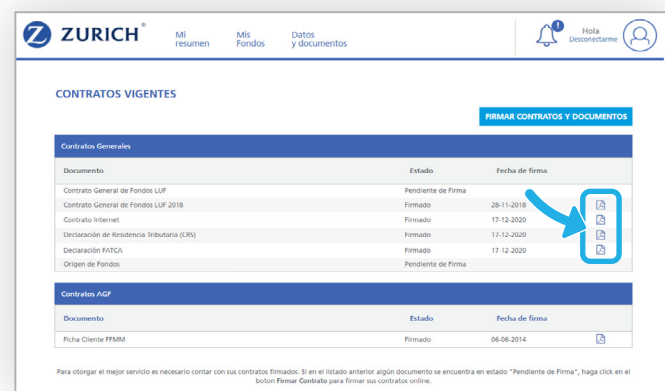 ZURICH®
Mi resumen
Mis Fondos
Datos y documentos
!
Hola
Desconectarme
CONTRATOS VIGENTES
FIRMAR CONTRATOS Y DOCUMENTOS
Contratos Generales
Documento Estado Fecha de firma
Contrato General de Fondos LUF Pendiente de Firma
Contrato General de Fondos LUF 2018 Firmado 28-11-2018
Contrato Internet Firmado 17-12-2020
Declaración de Residencia Tributaria (CRS) Firmado 17-12-2020
Declaración FATCA Firmado 17-12-2020
Origen de Fondos Pendiente de Firma
Contratos AGF
Documento Estado Fecha de firma
Ficha Cliente FFMM Firmado 06-06-2014
Para otorgar el mejor servicio es necesario contar con sus contratos firmados. Si en el listado anterior algún documento se encuentra en estado "Pendiente de Firma", haga click en el
boton Firmar Contrato para firmar sus contratos online.